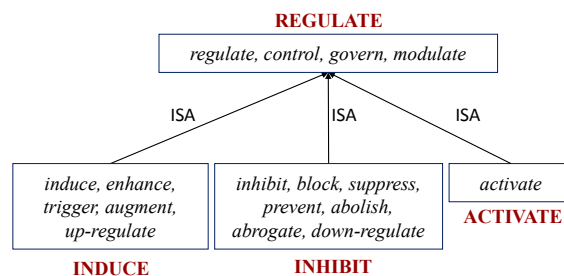 REGULATE
regulate, control, govern, modulate
ISA
ISA
ISA
induce, enhance,
trigger, augment,
up-regulate
INDUCE
inhibit, block, suppress,
prevent, abolish,
abrogate, down-regulate
INHIBIT
activate
ACTIVATE